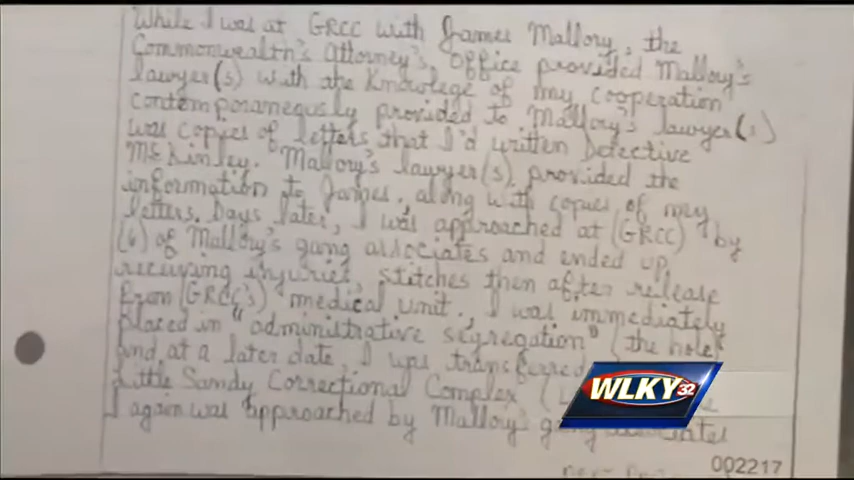 While I was at GRCC with James Mallory, the
Commonwealth's Attorney's, Office provided Mallory's
lawyer(s) with the Knowlege of my cooperation
contemporaneously provided to Mallory's lawyer(s)
was copies of letters that I'd written Detective
McKinley. Mallory's lawyer(s) provided the
information to James, along with copies of my
letters. Days later, I was approached at (GRCC) by
(6) of Mallory's gang associates and ended up
injuries, stitches then after release
from (GRCC's) medical unit, I was immediately
placed in "administrative segregation" (the hole)
and at a later date, I was transferred
Little Sandy Correctional Complex (L
I again was approached by Mallory's gang associates
002217
WLKY 32